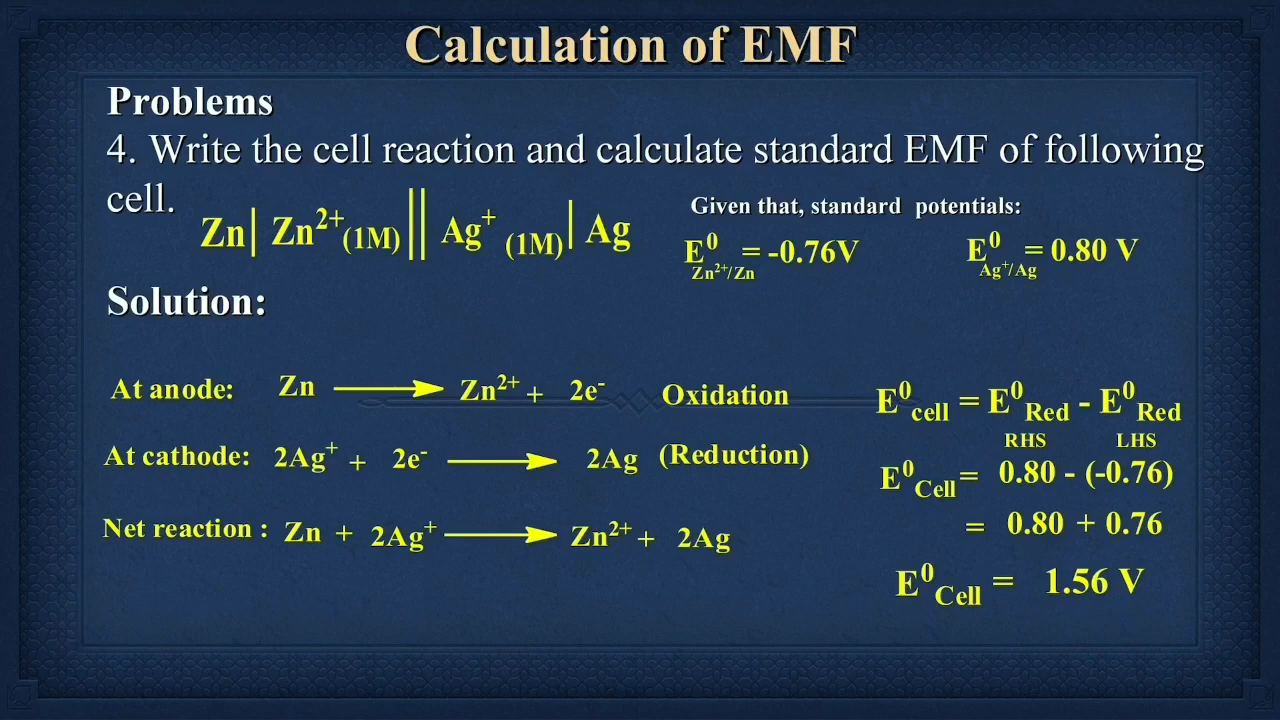 Calculation of EMF
Problems
4. Write the cell reaction and calculate standard EMF of following
cell.
Zn| Zn²⁺(1M)|| Ag⁺ (1M)| Ag
Given that, standard potentials:
E⁰Zn²⁺/Zn = -0.76V
E⁰Ag⁺/Ag = 0.80 V
Solution:
At anode: Zn ⟶ Zn²⁺ + 2e⁻ Oxidation
At cathode: 2Ag⁺ + 2e⁻ ⟶ 2Ag (Reduction)
Net reaction : Zn + 2Ag⁺ ⟶ Zn²⁺ + 2Ag
E⁰cell = E⁰Red - E⁰Red
RHS LHS
E⁰Cell = 0.80 - (-0.76)
= 0.80 + 0.76
E⁰Cell = 1.56 V